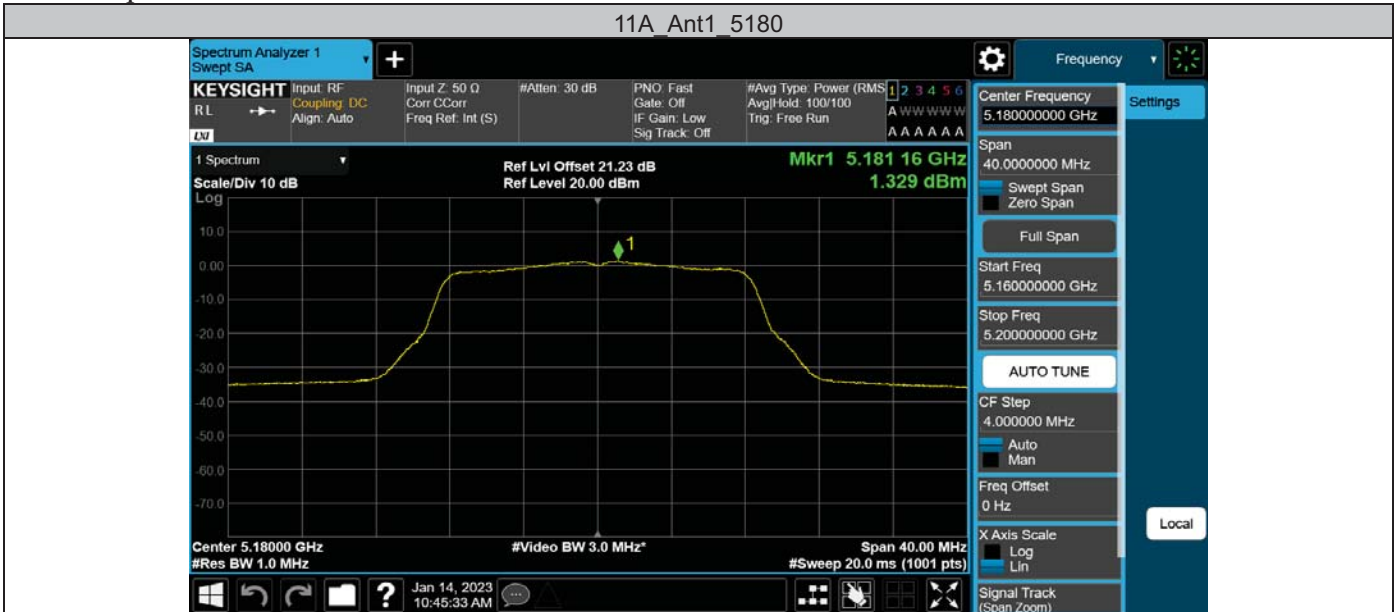 11A_Ant1_5180
Spectrum Analyzer 1
Swept SA
Frequency
KEYSIGHT
RL
LXI
Input: RF
Coupling: DC
Align: Auto
Input Z: 50 Ω
Corr CCorr
Freq Ref: Int (S)
#Atten: 30 dB
PNO: Fast
Gate: Off
IF Gain: Low
Sig Track: Off
#Avg Type: Power (RMS
Avg|Hold: 100/100
Trig: Free Run
1 2 3 4 5 6
A W W W W W
A A A A A A
1 Spectrum
Scale/Div 10 dB
Log
Ref Lvl Offset 21.23 dB
Ref Level 20.00 dBm
Mkr1 5.181 16 GHz
1.329 dBm
1
10.0
0.00
-10.0
-20.0
-30.0
-40.0
-50.0
-60.0
-70.0
Center 5.18000 GHz
#Res BW 1.0 MHz
#Video BW 3.0 MHz*
Span 40.00 MHz
#Sweep 20.0 ms (1001 pts)
Jan 14, 2023
10:45:33 AM
Center Frequency
5.180000000 GHz
Settings
Span
40.0000000 MHz
Swept Span
Zero Span
Full Span
Start Freq
5.160000000 GHz
Stop Freq
5.200000000 GHz
AUTO TUNE
CF Step
4.000000 MHz
Auto
Man
Freq Offset
0 Hz
X Axis Scale
Log
Lin
Local
Signal Track
(Span Zoom)